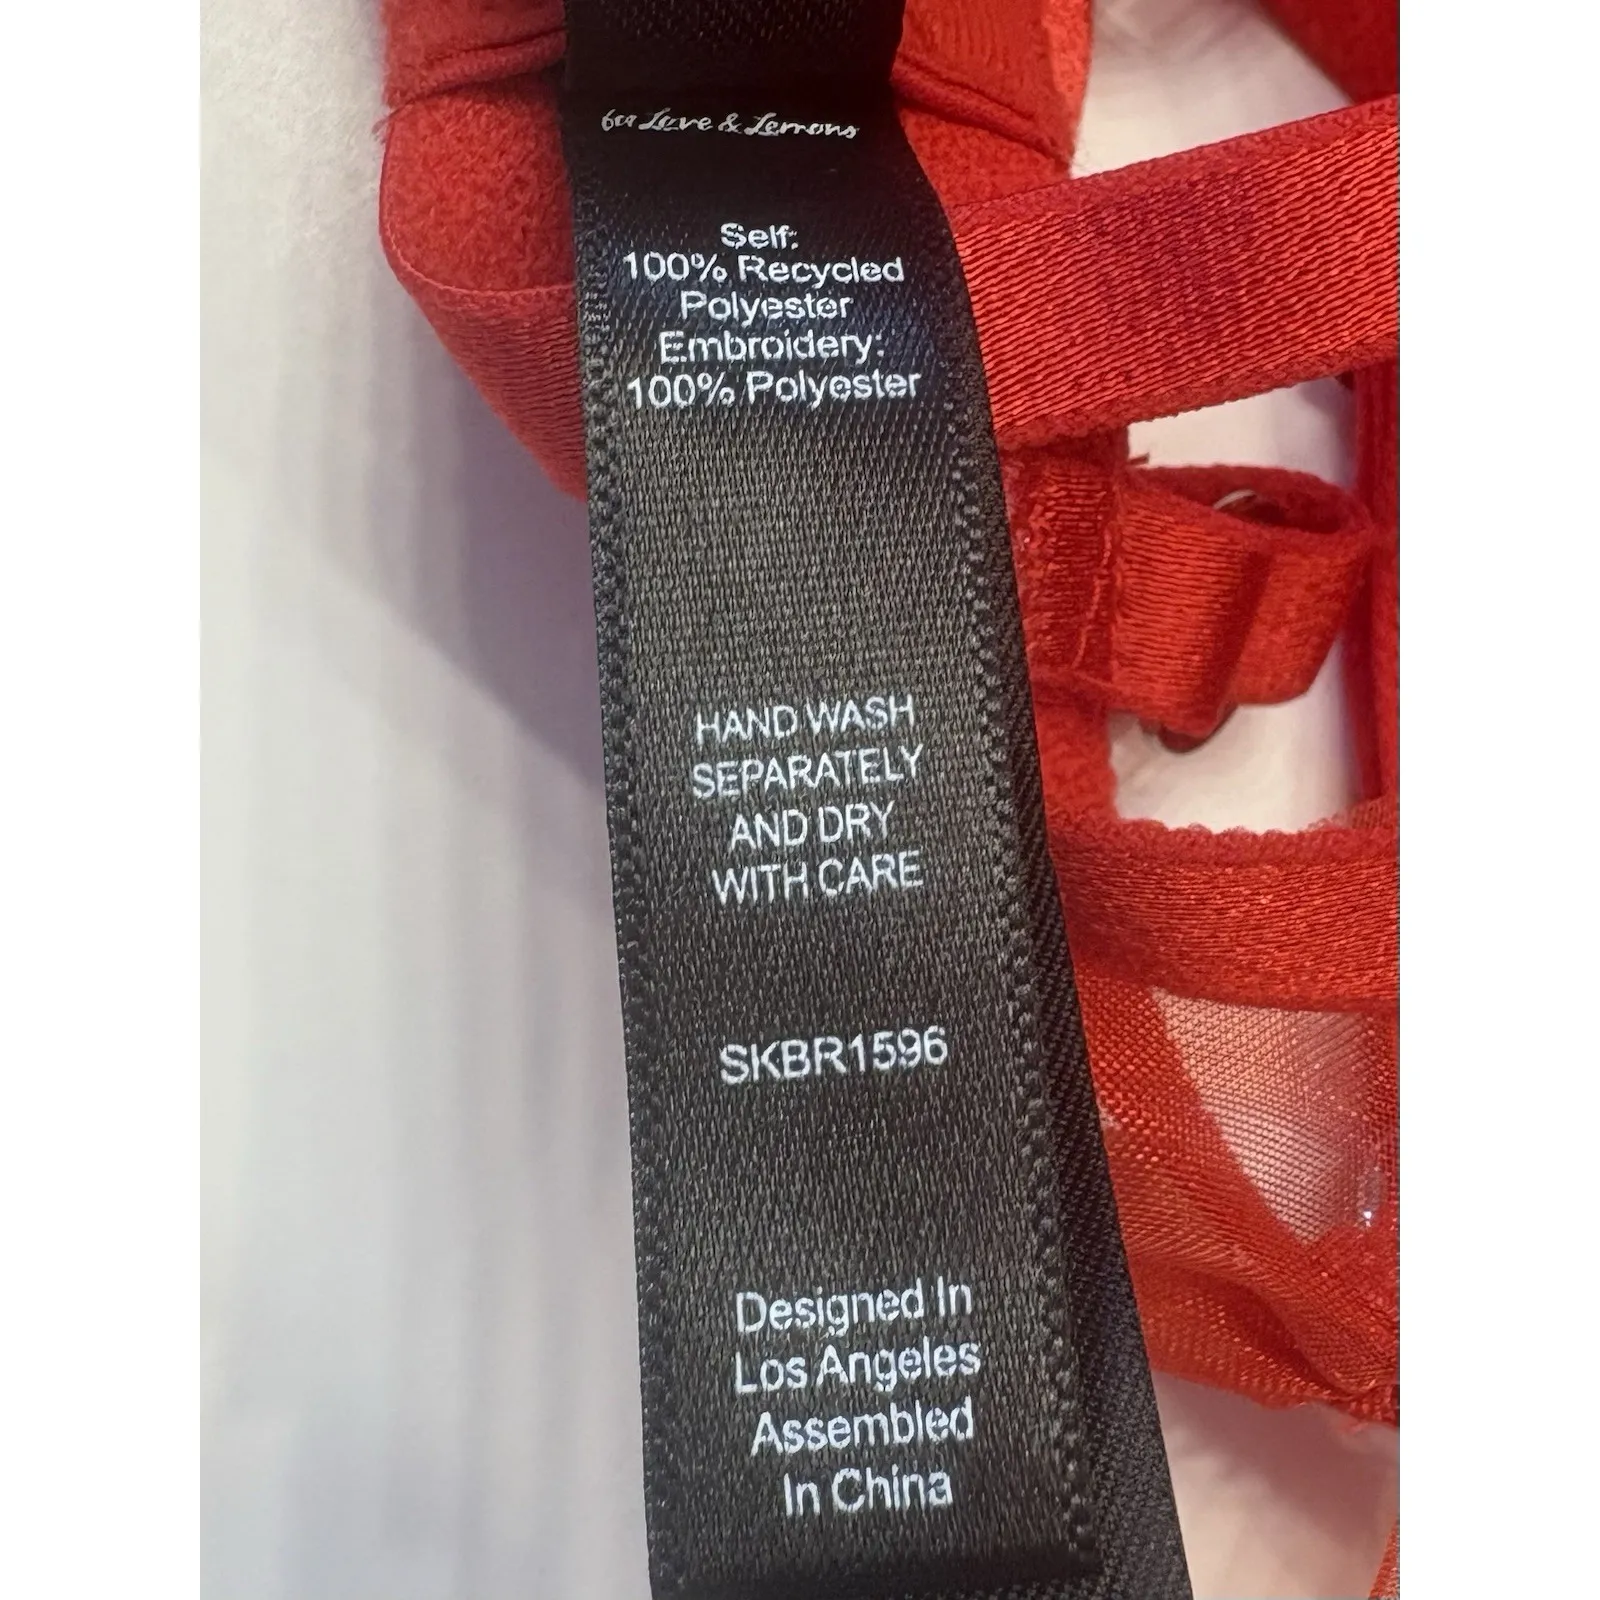 for Love & Lemons
Self:
100% Recycled
Polyester
Embroidery:
100% Polyester
HAND WASH
SEPARATELY
AND DRY
WITH CARE
SKBR1596
Designed In
Los Angeles
Assembled
In China